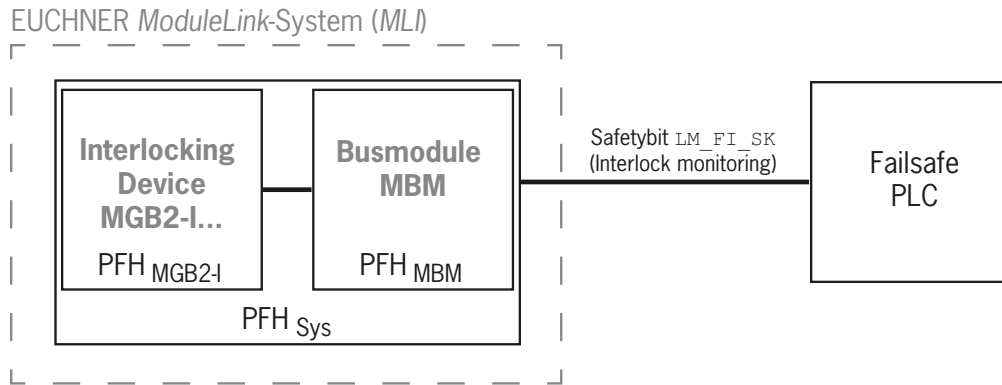 EUCHNER ModuleLink-System (MLI)
Interlocking
Device
MGB2-I...
PFH MGB2-I
Busmodule
MBM
PFH MBM
PFH Sys
Safetybit LM_FI_SK
(Interlock monitoring)
Failsafe
PLC